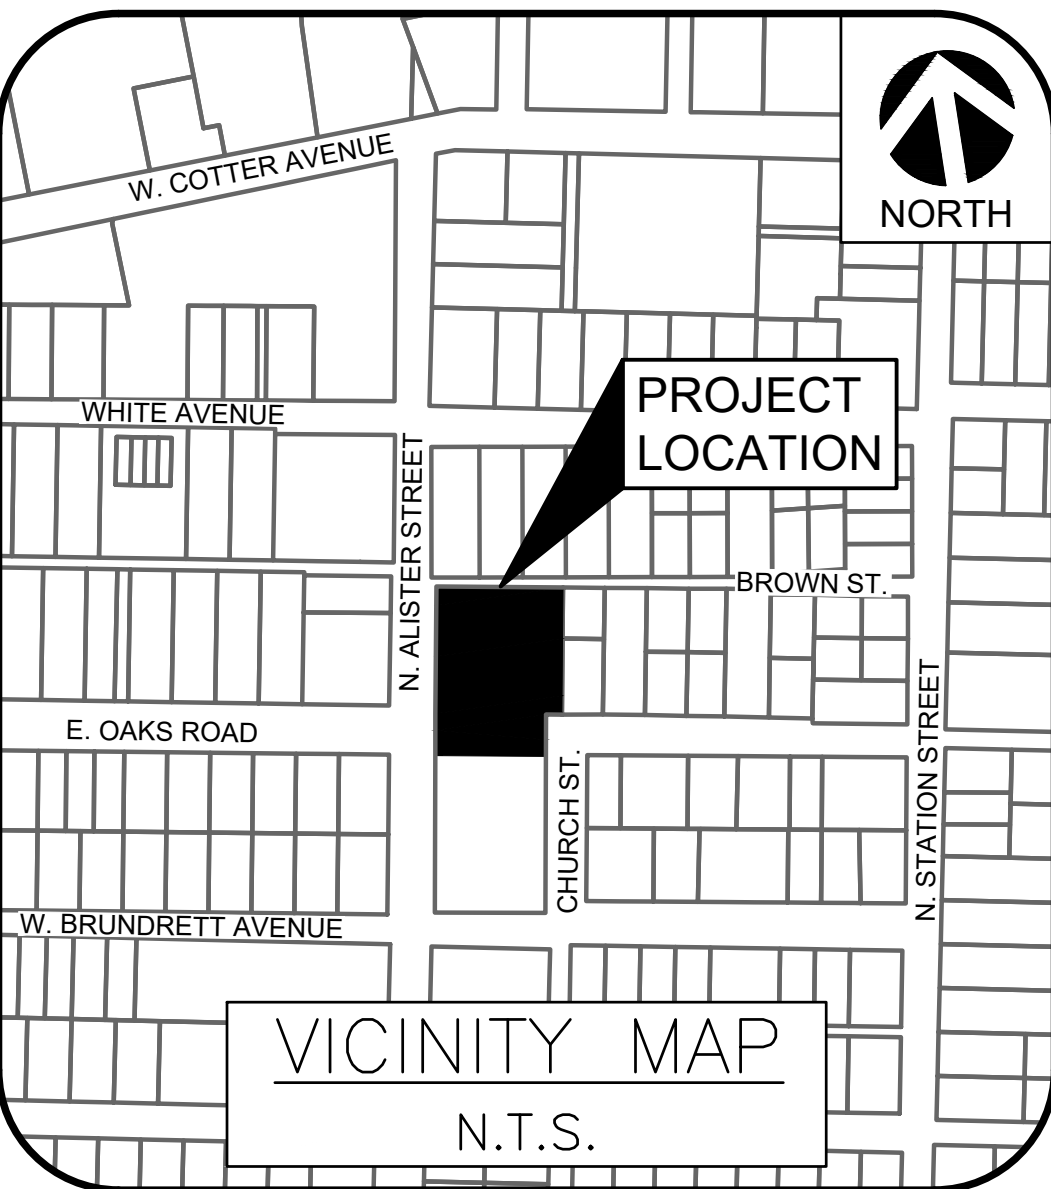 W. COTTER AVENUE
NORTH
PROJECT
LOCATION
WHITE AVENUE
N. ALISTER STREET
BROWN ST.
E. OAKS ROAD
CHURCH ST.
N. STATION STREET
W. BRUNDRETT AVENUE
VICINITY MAP
N.T.S.